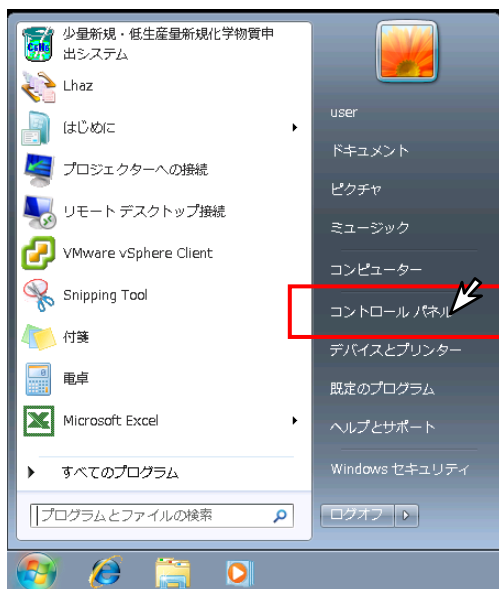 少量新規・低生産量新規化学物質申
出システム
Lhaz
はじめに
プロジェクターへの接続
リモート デスクトップ接続
VMware vSphere Client
Snipping Tool
付箋
電卓
Microsoft Excel
すべてのプログラム
プログラムとファイルの検索
user
ドキュメント
ピクチャ
ミュージック
コンピューター
コントロール パネル
デバイスとプリンター
既定のプログラム
ヘルプとサポート
Windows セキュリティ
ログオフ